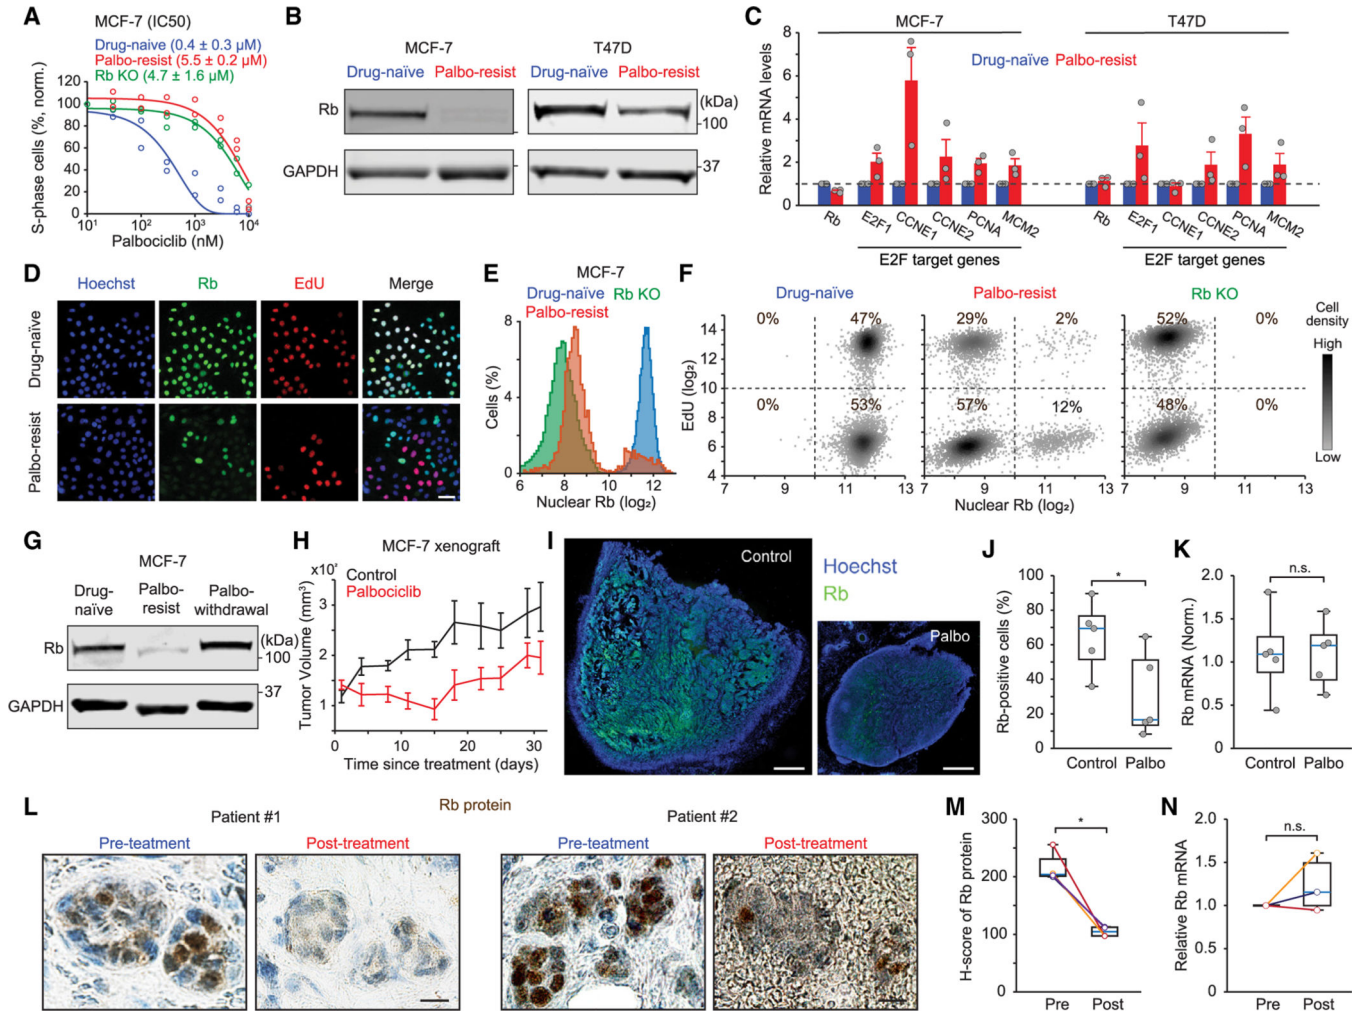 A
MCF-7 (IC50)
Drug-naive (0.4 ± 0.3 µM)
Palbo-resist (5.5 ± 0.2 µM)
Rb KO (4.7 ± 1.6 µM)
S-phase cells (%, norm.)
120
100
80
60
40
20
0
10¹ 10² 10³ 10⁴
Palbociclib (nM)
B
MCF-7 T47D
Drug-naïve Palbo-resist Drug-naïve Palbo-resist
Rb
(kDa)
-100
GAPDH
-37
C
MCF-7 T47D
Drug-naïve Palbo-resist
Relative mRNA levels
8
6
4
2
0
Rb E2F1 CCNE1 CCNE2 PCNA MCM2
Rb E2F1 CCNE1 CCNE2 PCNA MCM2
E2F target genes E2F target genes
D
Hoechst Rb EdU Merge
Drug-naïve
Palbo-resist
E
MCF-7
Drug-naïve Rb KO
Palbo-resist
Cells (%)
8
4
0
6 8 10 12
Nuclear Rb (log₂)
F
Drug-naïve Palbo-resist Rb KO
EdU (log₂)
14
12
10
8
6
4
0% 47% 29% 2% 52% 0%
0% 53% 57% 12% 48% 0%
7 9 11 13 7 9 11 13 7 9 11 13
Nuclear Rb (log₂)
Cell
density
High
Low
G
MCF-7
Drug-
naïve
Palbo-
resist
Palbo-
withdrawal
Rb
(kDa)
-100
GAPDH
-37
H
MCF-7 xenograft
Control
Palbociclib
Tumor Volume (mm³)
3
2
1
0 10 20 30
Time since treatment (days)
I
Control
Hoechst
Rb
Palbo
J
*
Rb-positive cells (%)
100
80
60
40
20
0
Control Palbo
K
n.s.
Rb mRNA (Norm.)
2.0
1.5
1.0
0.5
0
Control Palbo
L
Rb protein
Patient #1 Patient #2
Pre-teatment Post-treatment Pre-teatment Post-treatment
M
*
H-score of Rb protein
300
200
100
0
Pre Post
N
n.s.
Relative Rb mRNA
2.0
1.5
1.0
0.5
0
Pre Post